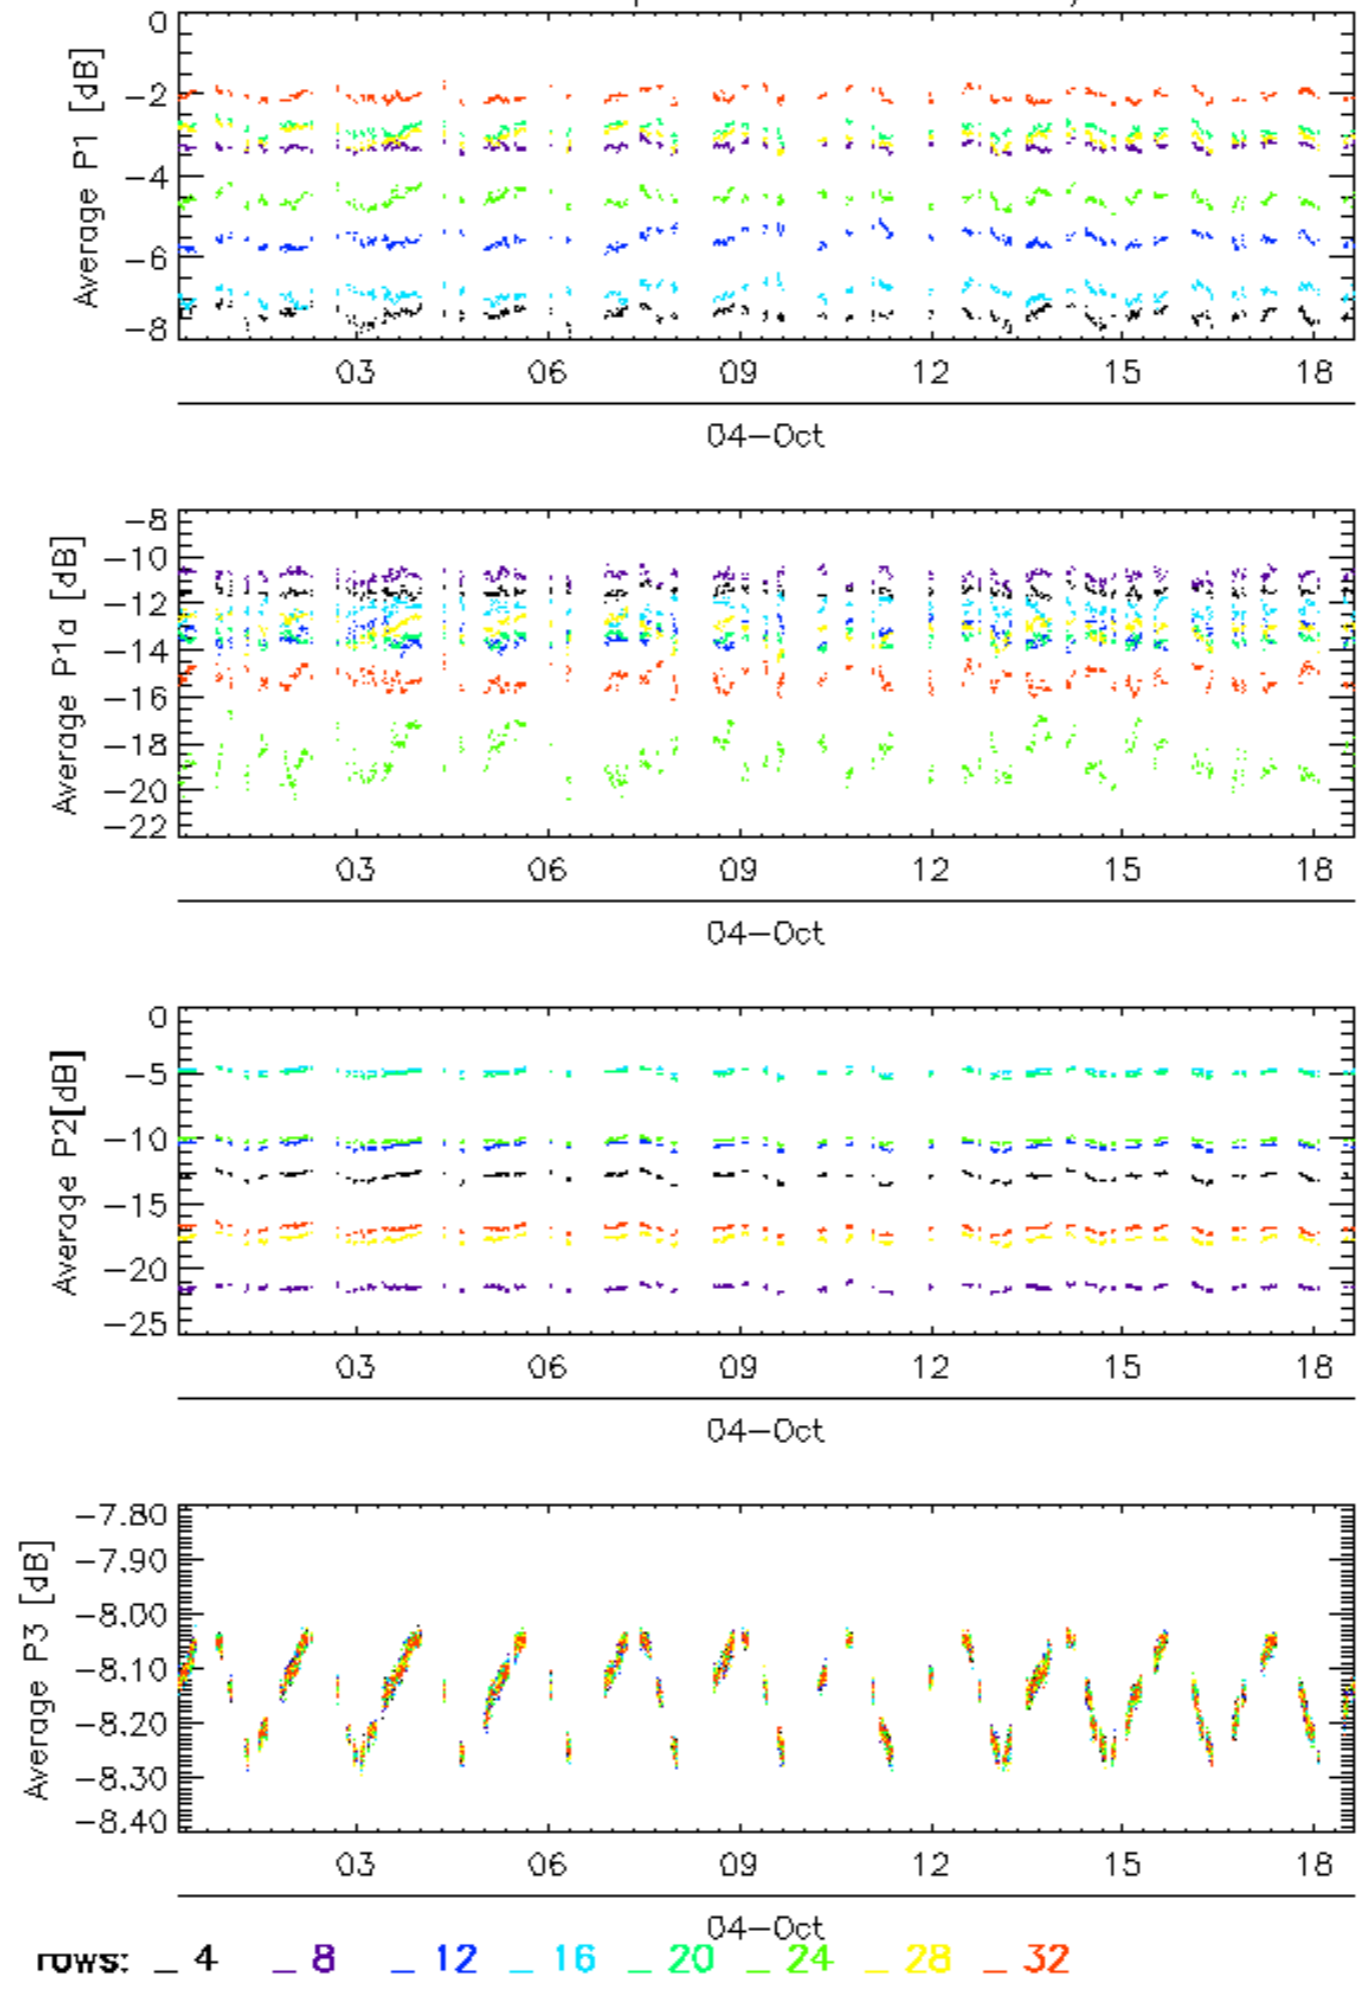 0
-2
-4
-6
-8
Average P1 [dB]
03 06 09 12 15 18
04-Oct
-8
-10
-12
-14
-16
-18
-20
-22
Average P1a [dB]
03 06 09 12 15 18
04-Oct
0
-5
-10
-15
-20
-25
Average P2[dB]
03 06 09 12 15 18
04-Oct
-7.80
-7.90
-8.00
-8.10
-8.20
-8.30
-8.40
Average P3 [dB]
03 06 09 12 15 18
04-Oct
rows: _ 4 _ 8 _ 12 _ 16 _ 20 _ 24 _ 28 _ 32